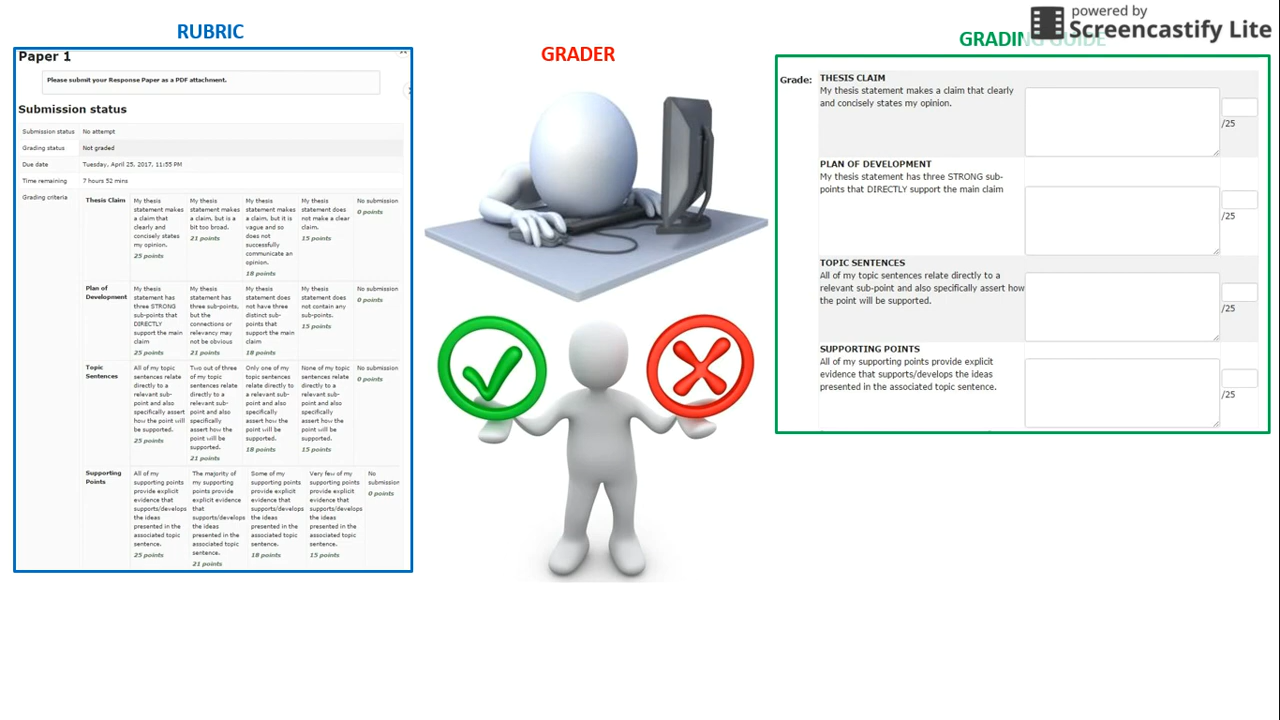 RUBRIC
Paper 1
Please submit your Response Paper as a PDF attachment.
Submission status
Submission status No attempt
Grading status Not graded
Due date Tuesday, April 25, 2017, 11:55 PM
Time remaining 7 hours 52 mins
Grading criteria
Thesis Claim
My thesis
statement makes
a claim that
clearly and
concisely states
my opinion.
25 points
My thesis
statement makes
a claim, but is a
bit too broad.
21 points
My thesis
statement makes
a claim, but it is
vague and so
does not
successfully
communicate an
opinion.
18 points
My thesis
statement does
not make a clear
claim.
15 points
No submission
0 points
Plan of
Development
My thesis
statement has
three STRONG
sub-points that
DIRECTLY
support the main
claim
25 points
My thesis
statement has
three sub-points,
but the
connections or
relevancy may
not be obvious
21 points
My thesis
statement does
not have three
distinct sub-
points that
support the main
claim
18 points
My thesis
statement does
not contain any
sub-points.
15 points
No submission
0 points
Topic
Sentences
All of my topic
sentences relate
directly to a
relevant sub-
point and also
specifically assert
how the point will
be supported.
25 points
Two out of three
of my topic
sentences relate
directly to a
relevant sub-
point and also
specifically
assert how the
point will be
supported.
21 points
Only one of my
topic sentences
relate directly to
a relevant sub-
point and also
specifically
assert how the
point will be
supported.
18 points
None of my topic
sentences relate
directly to a
relevant sub-
point and also
specifically
assert how the
point will be
supported.
15 points
No submission
0 points
Supporting
Points
All of my
supporting points
provide explicit
evidence that
supports/develops
the ideas
presented in the
associated topic
sentence.
25 points
The majority of
my supporting
points provide
explicit evidence
that
supports/develops
the ideas
presented in the
associated topic
sentence.
21 points
Some of my
supporting points
provide explicit
evidence that
supports/develops
the ideas
presented in the
associated topic
sentence.
18 points
Very few of my
supporting points
provide explicit
evidence that
supports/develops
the ideas
presented in the
associated topic
sentence.
15 points
No
submission
0 points
GRADER
GRADING GUIDE
powered by
Screencastify Lite
Grade:
THESIS CLAIM
My thesis statement makes a claim that clearly
and concisely states my opinion.
/25
PLAN OF DEVELOPMENT
My thesis statement has three STRONG sub-
points that DIRECTLY support the main claim
/25
TOPIC SENTENCES
All of my topic sentences relate directly to a
relevant sub-point and also specifically assert how
the point will be supported.
/25
SUPPORTING POINTS
All of my supporting points provide explicit
evidence that supports/develops the ideas
presented in the associated topic sentence.
/25